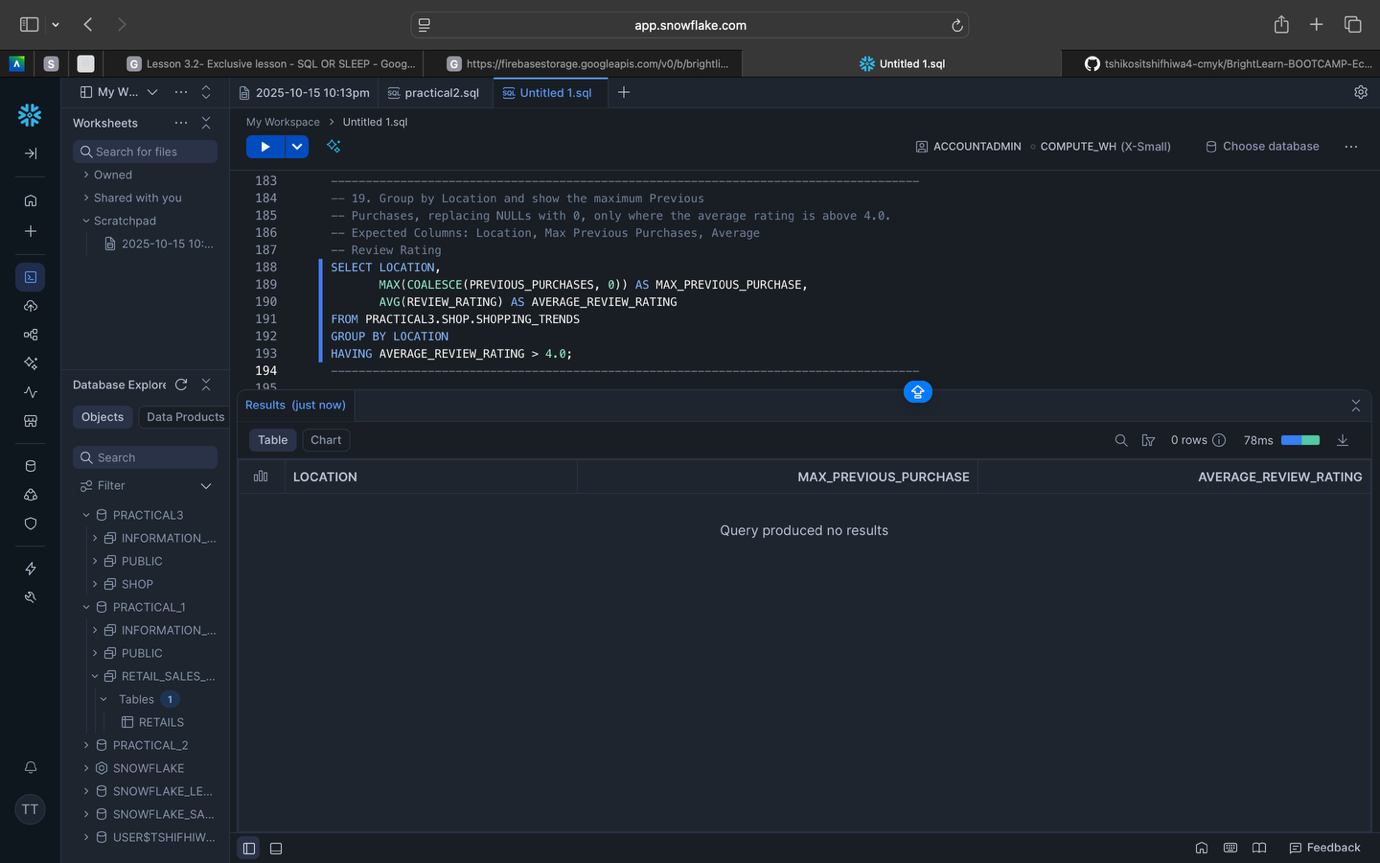 app.snowflake.com
S
G Lesson 3.2- Exclusive lesson - SQL OR SLEEP - Goog...
G https://firebasestorage.googleapis.com/v0/b/brightli...
Untitled 1.sql
tshikositshifhiwa4-cmyk/BrightLearn-BOOTCAMP-Ec...
My W...
2025-10-15 10:13pm
SQL practical2.sql
SQL Untitled 1.sql
Worksheets
My Workspace > Untitled 1.sql
Search for files
ACCOUNTADMIN
COMPUTE_WH (X-Small)
Choose database
Owned
Shared with you
Scratchpad
2025-10-15 10:...
183 -------------------------------------------------------------------------------------
184 -- 19. Group by Location and show the maximum Previous
185 -- Purchases, replacing NULLs with 0, only where the average rating is above 4.0.
186 -- Expected Columns: Location, Max Previous Purchases, Average
187 -- Review Rating
188 SELECT LOCATION,
189 MAX(COALESCE(PREVIOUS_PURCHASES, 0)) AS MAX_PREVIOUS_PURCHASE,
190 AVG(REVIEW_RATING) AS AVERAGE_REVIEW_RATING
191 FROM PRACTICAL3.SHOP.SHOPPING_TRENDS
192 GROUP BY LOCATION
193 HAVING AVERAGE_REVIEW_RATING > 4.0;
194 -------------------------------------------------------------------------------------
195
Database Explore
Objects
Data Products
Search
Filter
PRACTICAL3
INFORMATION_...
PUBLIC
SHOP
PRACTICAL_1
INFORMATION_...
PUBLIC
RETAIL_SALES_...
Tables 1
RETAILS
PRACTICAL_2
SNOWFLAKE
SNOWFLAKE_LE...
SNOWFLAKE_SA...
USER$TSHIFHIW...
TT
Results (just now)
Table
Chart
0 rows
78ms
LOCATION
MAX_PREVIOUS_PURCHASE
AVERAGE_REVIEW_RATING
Query produced no results
Feedback